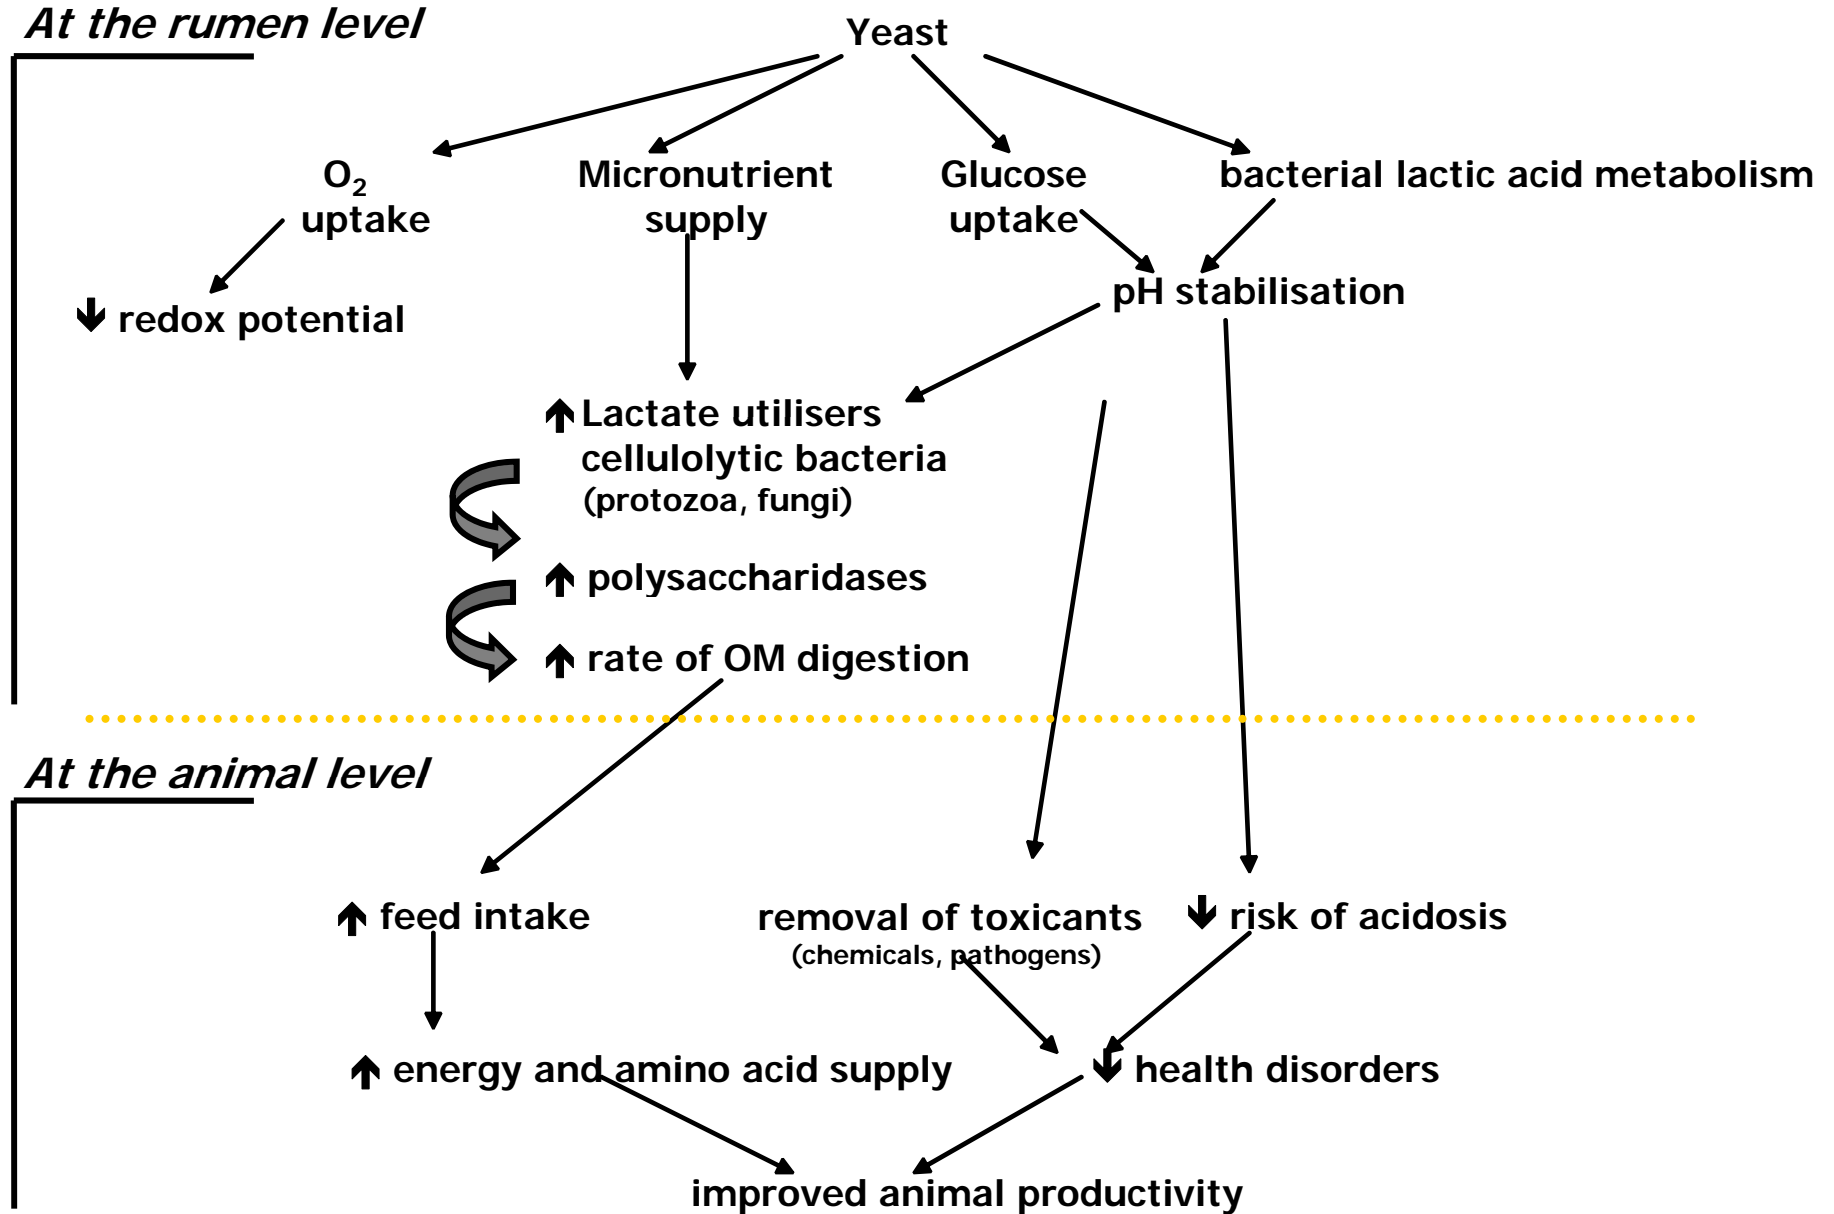 At the rumen level
Yeast
O₂ uptake
Micronutrient supply
Glucose uptake
bacterial lactic acid metabolism
pH stabilisation
🡓 redox potential
🡑 Lactate utilisers
cellulolytic bacteria
(protozoa, fungi)
🡑 polysaccharidases
🡑 rate of OM digestion
At the animal level
🡑 feed intake
removal of toxicants
(chemicals, pathogens)
🡓 risk of acidosis
🡑 energy and amino acid supply
🡓 health disorders
improved animal productivity